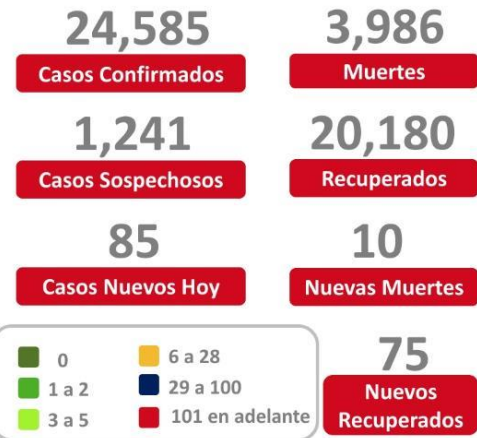 24,585
Casos Confirmados
3,986
Muertes
1,241
Casos Sospechosos
20,180
Recuperados
85
Casos Nuevos Hoy
10
Nuevas Muertes
0
1 a 2
3 a 5
6 a 28
29 a 100
101 en adelante
75
Nuevos
Recuperados